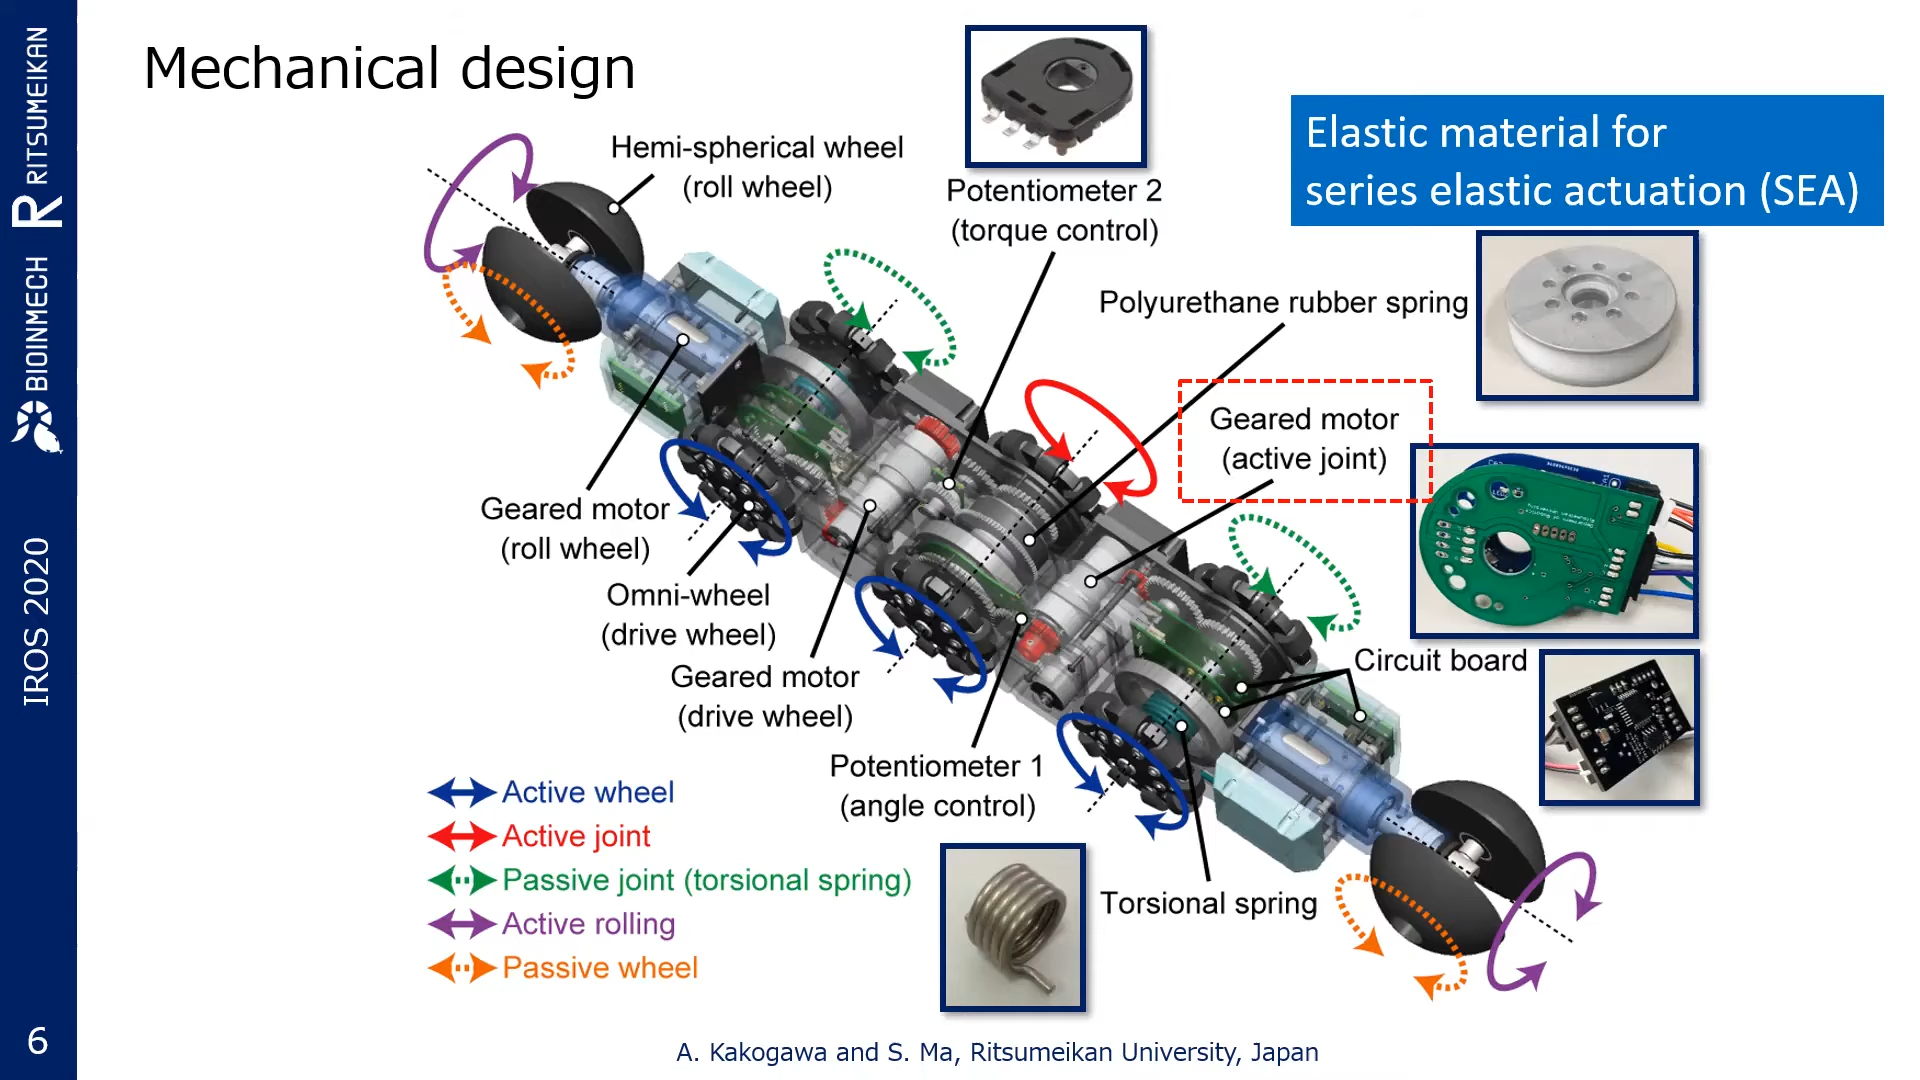 Mechanical design
Elastic material for
series elastic actuation (SEA)
Hemi-spherical wheel
(roll wheel)
Potentiometer 2
(torque control)
Polyurethane rubber spring
Geared motor
(active joint)
Geared motor
(roll wheel)
Omni-wheel
(drive wheel)
Geared motor
(drive wheel)
Potentiometer 1
(angle control)
Circuit board
Torsional spring
Active wheel
Active joint
Passive joint (torsional spring)
Active rolling
Passive wheel
R RITSUMEIKAN
BIOINMECH
IROS 2020
6
A. Kakogawa and S. Ma, Ritsumeikan University, Japan